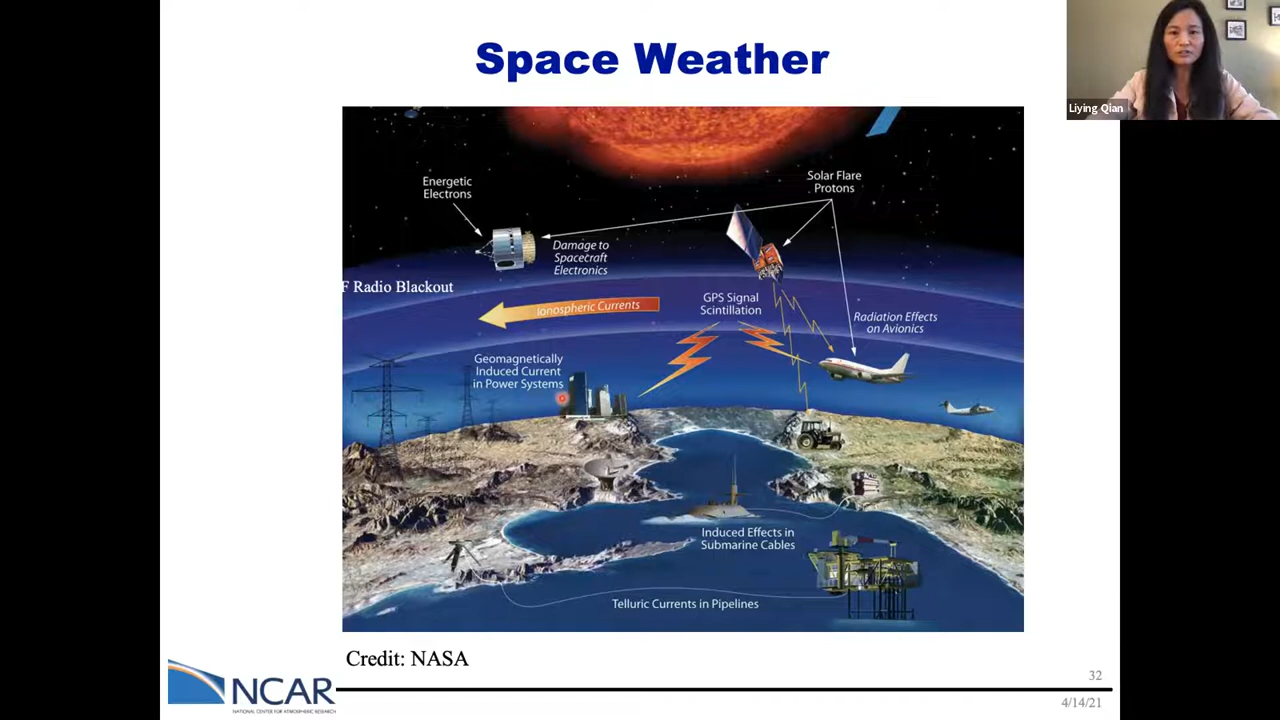 Space Weather
Liying Qian
Energetic
Electrons
Solar Flare
Protons
Damage to
Spacecraft
Electronics
F Radio Blackout
Ionospheric Currents
GPS Signal
Scintillation
Radiation Effects
on Avionics
Geomagnetically
Induced Current
in Power Systems
Induced Effects in
Submarine Cables
Telluric Currents in Pipelines
Credit: NASA
NCAR
NATIONAL CENTER FOR ATMOSPHERIC RESEARCH
32
4/14/21